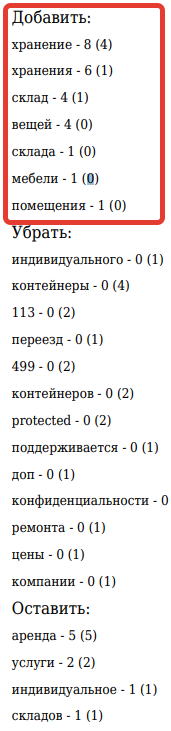 Добавить:
хранение - 8 (4)
хранения - 6 (1)
склад - 4 (1)
вещей - 4 (0)
склада - 1 (0)
мебели - 1 (0)
помещения - 1 (0)
Убрать:
индивидуального - 0 (1)
контейнеры - 0 (4)
113 - 0 (2)
переезд - 0 (1)
499 - 0 (2)
контейнеров - 0 (2)
protected - 0 (2)
поддерживается - 0 (1)
доп - 0 (1)
конфиденциальности - 0
ремонта - 0 (1)
цены - 0 (1)
компании - 0 (1)
Оставить:
аренда - 5 (5)
услуги - 2 (2)
индивидуальное - 1 (1)
складов - 1 (1)